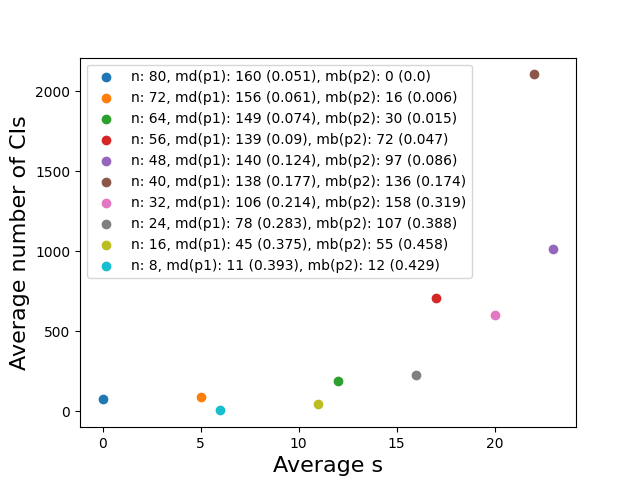 n: 80, md(p1): 160 (0.051), mb(p2): 0 (0.0)
n: 72, md(p1): 156 (0.061), mb(p2): 16 (0.006)
n: 64, md(p1): 149 (0.074), mb(p2): 30 (0.015)
n: 56, md(p1): 139 (0.09), mb(p2): 72 (0.047)
n: 48, md(p1): 140 (0.124), mb(p2): 97 (0.086)
n: 40, md(p1): 138 (0.177), mb(p2): 136 (0.174)
n: 32, md(p1): 106 (0.214), mb(p2): 158 (0.319)
n: 24, md(p1): 78 (0.283), mb(p2): 107 (0.388)
n: 16, md(p1): 45 (0.375), mb(p2): 55 (0.458)
n: 8, md(p1): 11 (0.393), mb(p2): 12 (0.429)
Average number of CIs
2000
1500
1000
500
0
0 5 10 15 20
Average s